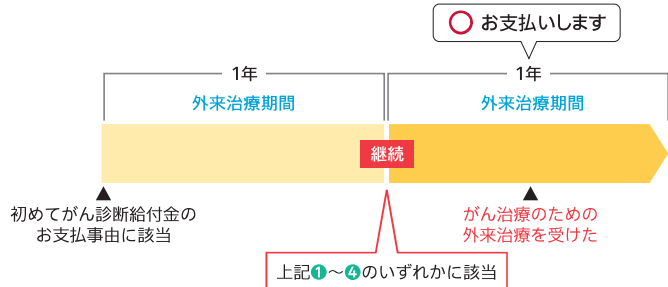 お支払いします
1年
1年
外来治療期間
外来治療期間
継続
初めてがん診断給付金の
お支払事由に該当
がん治療のための
外来治療を受けた
上記❶～❹のいずれかに該当